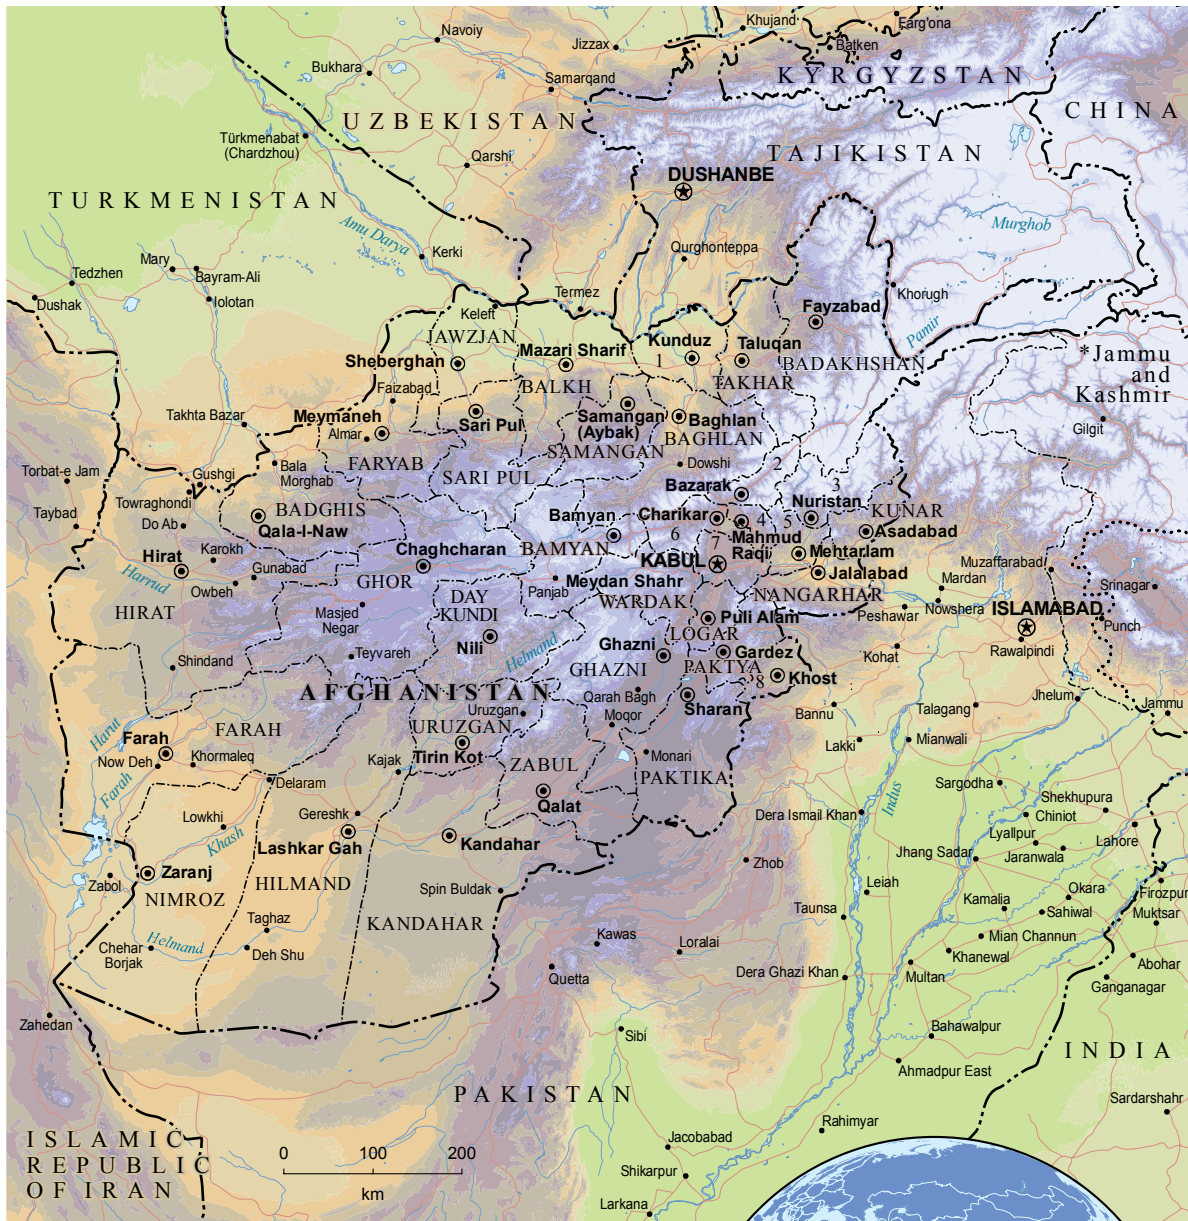 Navoiy
Khujand
Farg'ona
Jizzax
Batken
Bukhara
Samarqand
KYRGYZSTAN
CHINA
UZBEKISTAN
Türkmenabat
(Chardzhou)
Qarshi
TAJIKISTAN
DUSHANBE
TURKMENISTAN
Amu Darya
Murghob
Qurghonteppa
Kerki
Mary
Bayram-Ali
Tedzhen
Iolotan
Dushak
Termez
Khorugh
Keleft
Fayzabad
Pamir
JAWZJAN
Sheberghan
Mazari Sharif
Kunduz
1
Taluqan
BADAKHSHAN
*Jammu
and
Kashmir
Faizabad
BALKH
TAKHAR
Takhta Bazar
Meymaneh
Almar
Sari Pul
Samangan
(Aybak)
Baghlan
BAGHLAN
Gilgit
Torbat-e Jam
Gushgi
Bala
Morghab
FARYAB
SARI PUL
SAMANGAN
Dowshi
2
3
Towraghondi
Bazarak
Nuristan
KUNAR
Taybad
Do Ab
BADGHIS
Qala-I-Naw
Bamyan
Charikar
4
5
Asadabad
Mahmud
Raqi
6
7
Hirat
Karokh
Gunabad
Chaghcharan
BAMYAN
KABUL
Mehtarlam
Muzaffarabad
Harrud
Owbeh
GHOR
Panjab
Meydan Shahr
Jalalabad
Mardan
Srinagar
HIRAT
Masjed
Negar
DAY
KUNDI
WARDAK
NANGARHAR
Nowshera
Peshawar
ISLAMABAD
Punch
Puli Alam
Rawalpindi
Nili
Helmand
LOGAR
Ghazni
Gardez
Kohat
Shindand
Teyvareh
GHAZNI
PAKTYA
8
Khost
AFGHANISTAN
Qarah Bagh
Sharan
Jhelum
Harut
Uruzgan
Moqor
Bannu
Talagang
Jammu
Farah
FARAH
URUZGAN
Tirin Kot
Lakki
Mianwali
Now Deh
Khormaleq
Kajak
ZABUL
Monari
PAKTIKA
Farah
Delaram
Qalat
Indus
Sargodha
Shekhupura
Lowkhi
Khash
Gereshk
Dera Ismail Khan
Chiniot
Lashkar Gah
Kandahar
Lyallpur
Lahore
Jhang Sadar
Jaranwala
Zhob
Zabol
Zaranj
NIMROZ
HILMAND
Spin Buldak
Leiah
Okara
Firozpur
Kamalia
Sahiwal
Muktsar
Taunsa
Taghaz
KANDAHAR
Kawas
Loralai
Mian Channun
Chehar
Borjak
Helmand
Deh Shu
Khanewal
Abohar
Quetta
Dera Ghazi Khan
Multan
Ganganagar
Zahedan
Sibi
Bahawalpur
INDIA
Ahmadpur East
PAKISTAN
Sardarshahr
Rahimyar
ISLAMIC
REPUBLIC
OF IRAN
0 100 200
km
Jacobabad
Shikarpur
Larkana